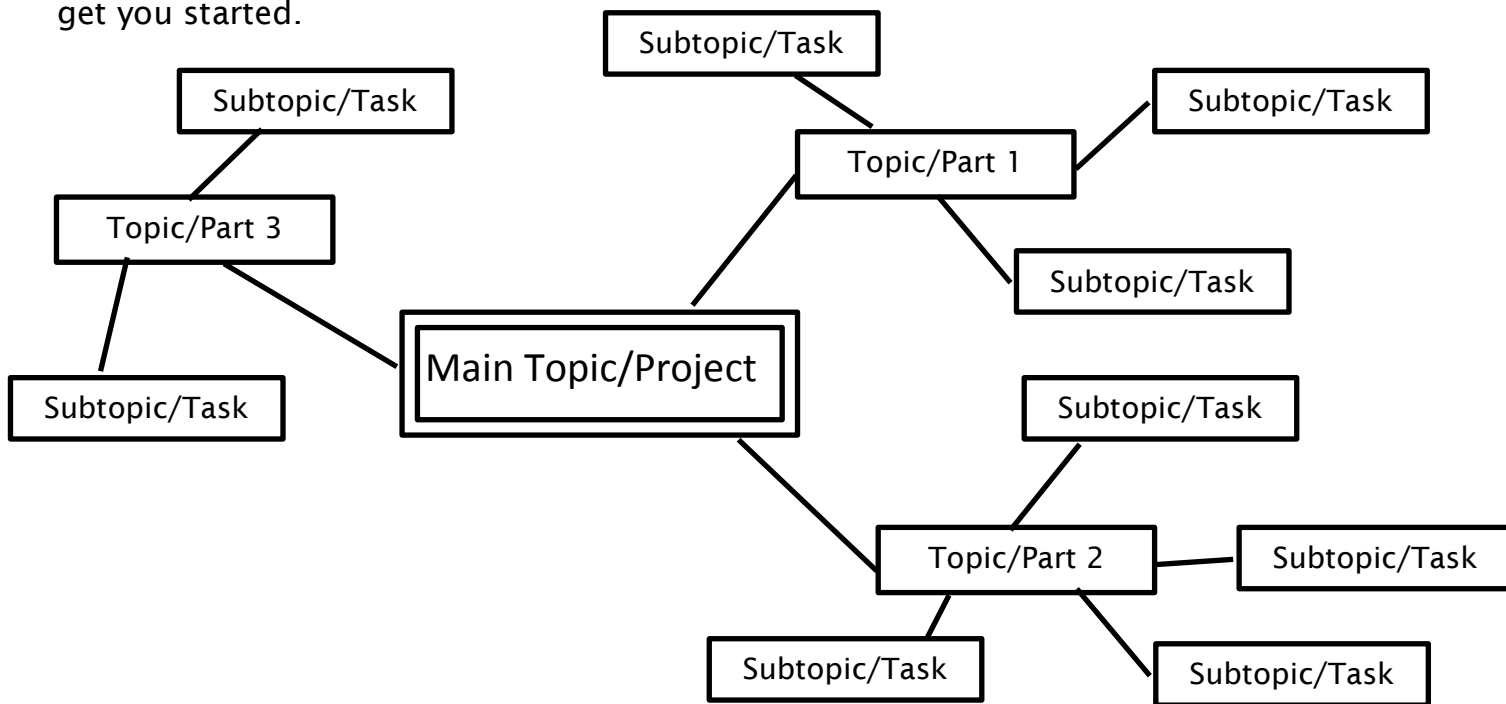 get you started.
Subtopic/Task
Subtopic/Task
Subtopic/Task
Topic/Part 1
Topic/Part 3
Subtopic/Task
Main Topic/Project
Subtopic/Task
Subtopic/Task
Topic/Part 2
Subtopic/Task
Subtopic/Task
Subtopic/Task